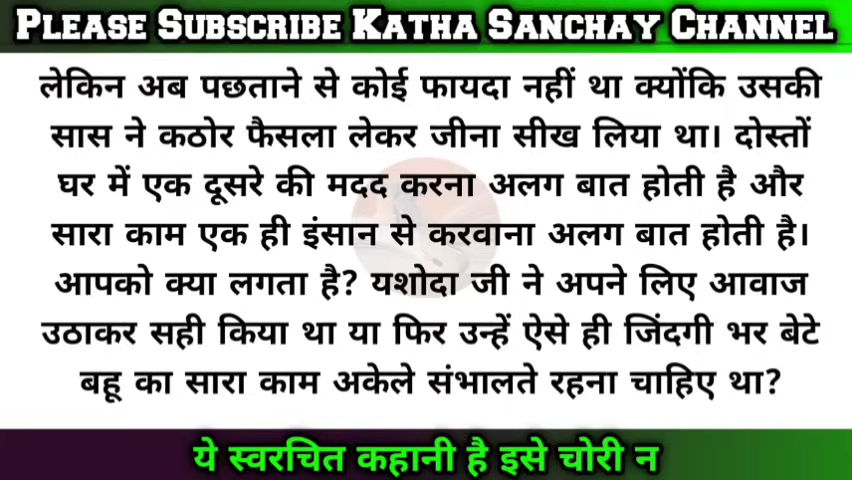 Please Subscribe Katha Sanchay Channel
लेकिन अब पछताने से कोई फायदा नहीं था क्योंकि उसकी
सास ने कठोर फैसला लेकर जीना सीख लिया था। दोस्तों
घर में एक दूसरे की मदद करना अलग बात होती है और
सारा काम एक ही इंसान से करवाना अलग बात होती है।
आपको क्या लगता है? यशोदा जी ने अपने लिए आवाज
उठाकर सही किया था या फिर उन्हें ऐसे ही जिंदगी भर बेटे
बहू का सारा काम अकेले संभालते रहना चाहिए था?
ये स्वरचित कहानी है इसे चोरी न